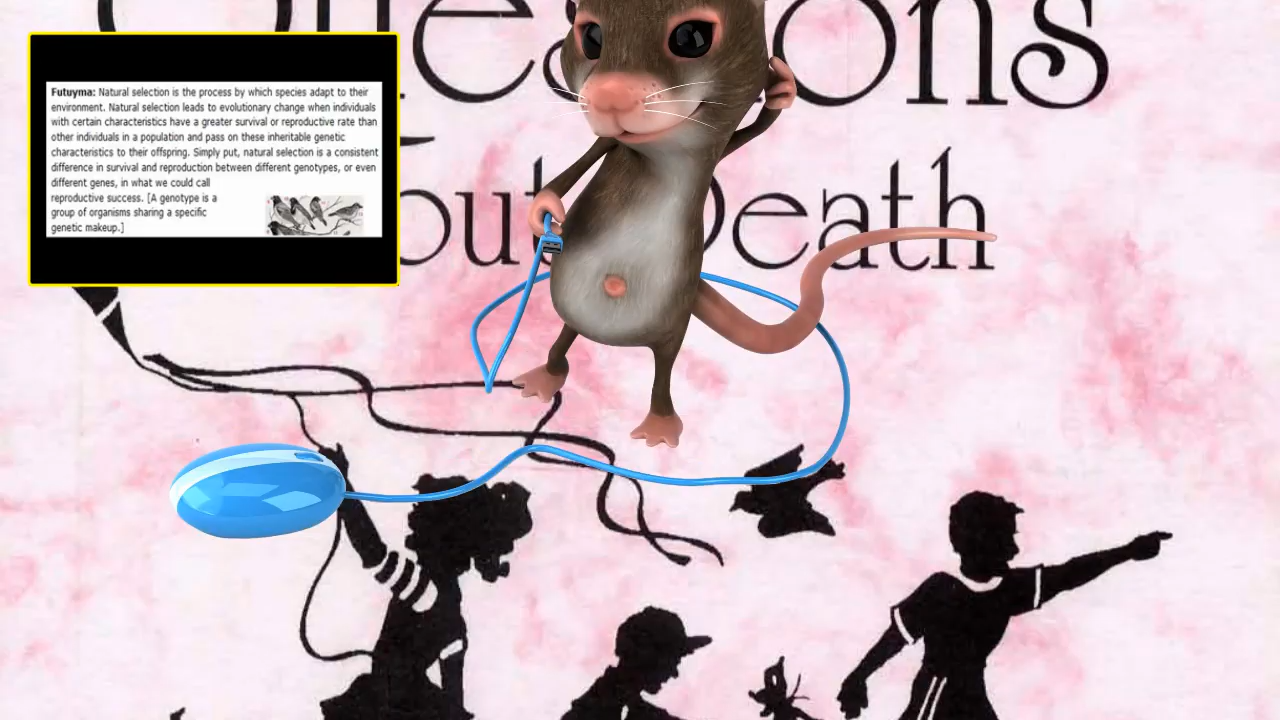 Questions
Futuyma: Natural selection is the process by which species adapt to their
environment. Natural selection leads to evolutionary change when individuals
with certain characteristics have a greater survival or reproductive rate than
other individuals in a population and pass on these inheritable genetic
characteristics to their offspring. Simply put, natural selection is a consistent
difference in survival and reproduction between different genotypes, or even
different genes, in what we could call
reproductive success. [A genotype is a
group of organisms sharing a specific
genetic makeup.]
Death